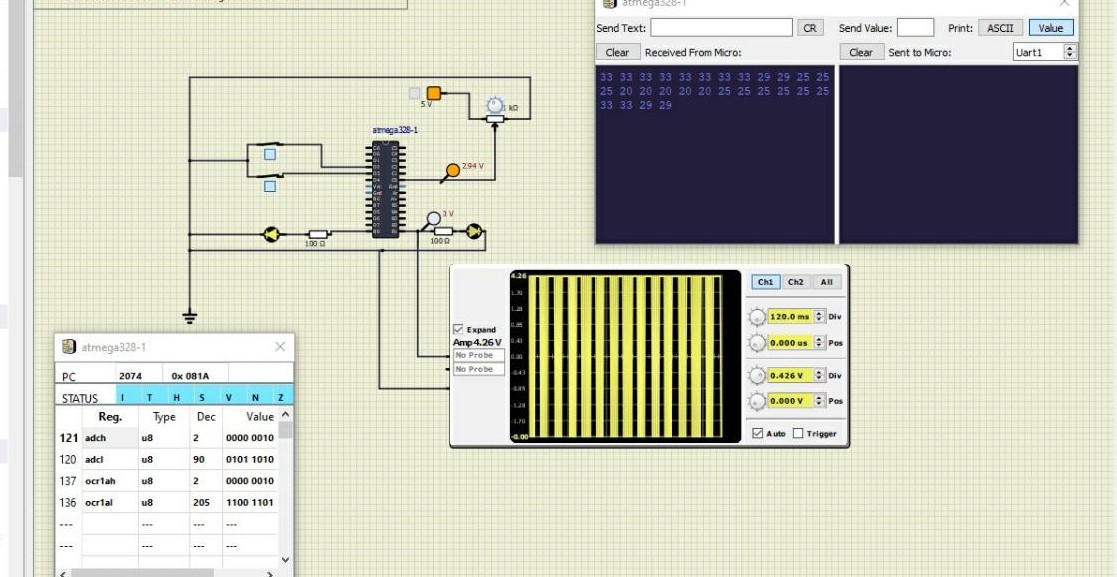 atmega328-1
Send Text:
CR
Send Value:
Print:
ASCII
Value
Clear
Received From Micro:
Clear
Sent to Micro:
Uart1
33 33 33 33 33 33 33 33 29 29 25 25
25 20 20 20 20 20 25 25 25 25 25 25
33 33 29 29
5 V
1 kΩ
atmega328-1
2.94 V
3 V
100 Ω
100 Ω
4.26
1.70
1.28
0.85
0.43
0.00
-0.43
-0.85
-1.28
-1.70
-0.00
Expand
Amp 4.26 V
No Probe
No Probe
Ch1
Ch2
All
120.0 ms
Div
0.000 us
Pos
0.426 V
Div
0.000 V
Pos
Auto
Trigger
atmega328-1
PC 2074 0x 081A
STATUS I T H S V N Z
Reg. Type Dec Value
121 adch u8 2 0000 0010
120 adcl u8 90 0101 1010
137 ocr1ah u8 2 0000 0010
136 ocr1al u8 205 1100 1101
--- --- --- ---
--- --- --- ---